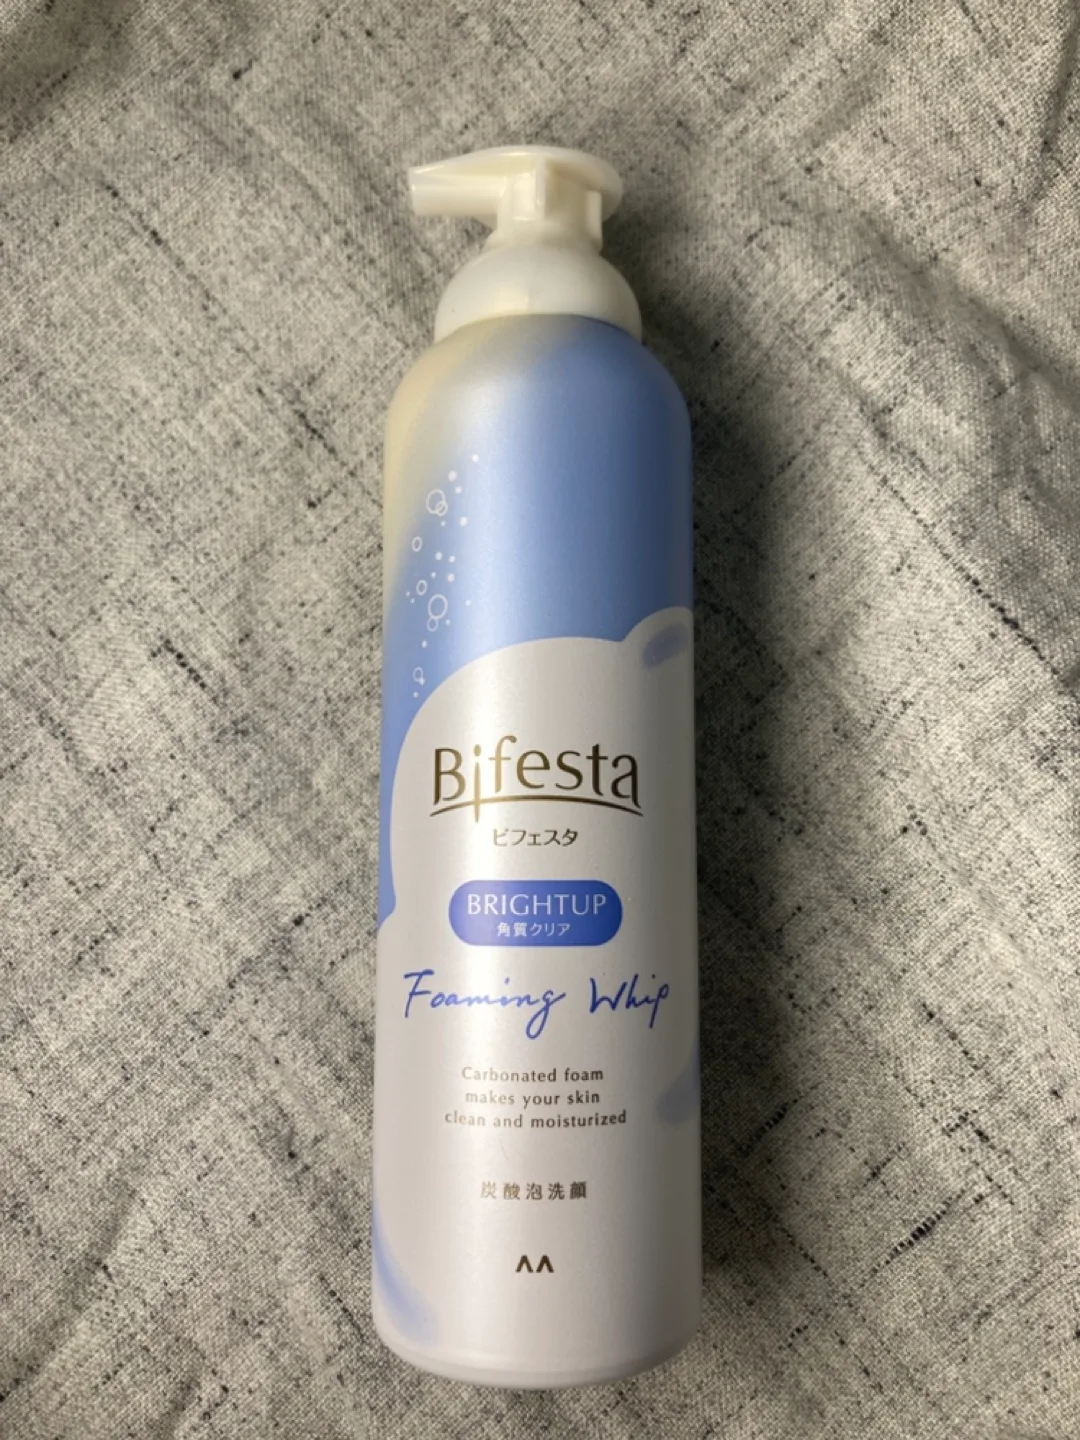 Bifesta
ビフェスタ
BRIGHTUP
角質クリア
Foaming Whip
Carbonated foam
makes your skin
clean and moisturized
炭酸泡洗顔